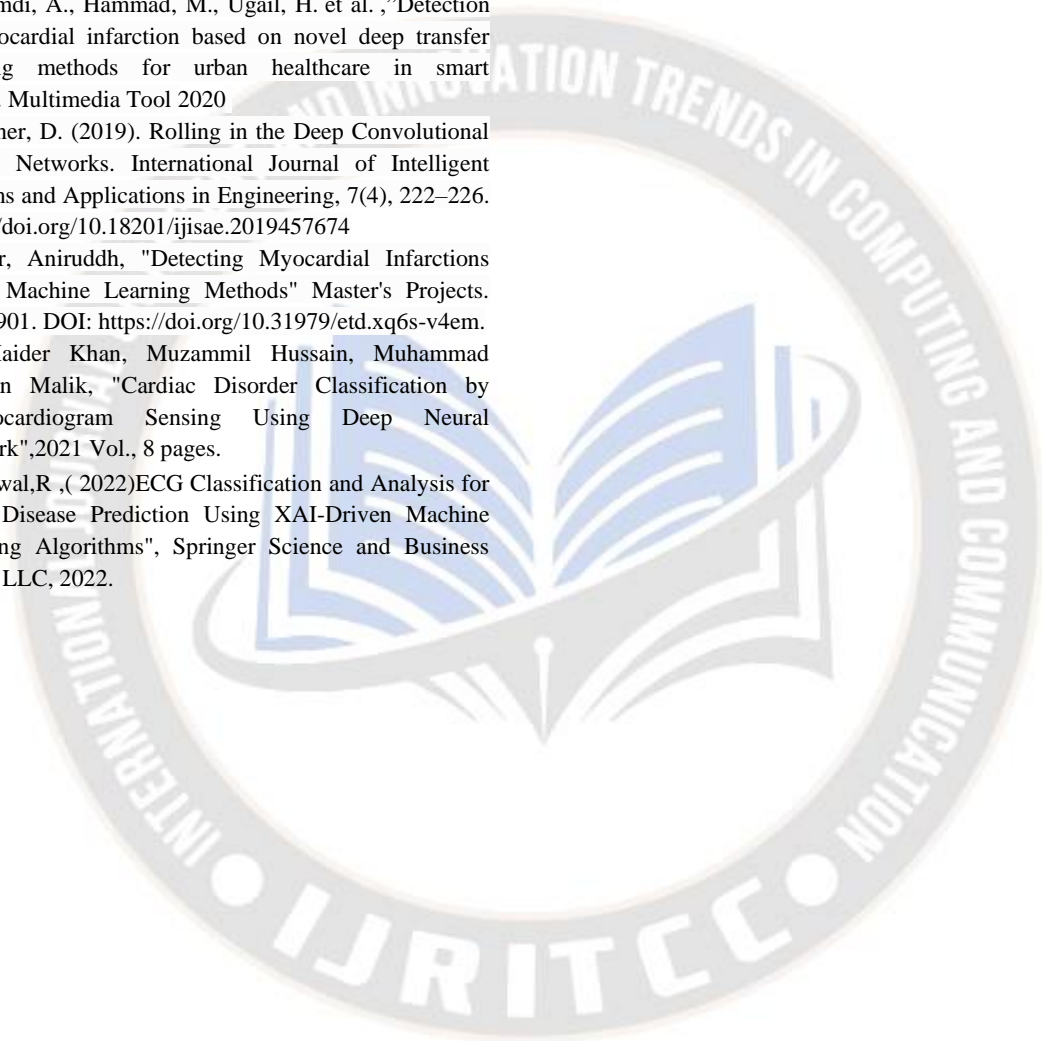 mdi, A., Hammad, M., Ugail, H. et al. ,”Detection
ocardial infarction based on novel deep transfer
g methods for urban healthcare in smart
. Multimedia Tool 2020
ner, D. (2019). Rolling in the Deep Convolutional
Networks. International Journal of Intelligent
ns and Applications in Engineering, 7(4), 222–226.
/doi.org/10.18201/ijisae.2019457674
r, Aniruddh, "Detecting Myocardial Infarctions
Machine Learning Methods" Master's Projects.
901. DOI: https://doi.org/10.31979/etd.xq6s-v4em.
aider Khan, Muzammil Hussain, Muhammad
n Malik, "Cardiac Disorder Classification by
ocardiogram Sensing Using Deep Neural
rk",2021 Vol., 8 pages.
wal,R ,( 2022)ECG Classification and Analysis for
Disease Prediction Using XAI-Driven Machine
ng Algorithms", Springer Science and Business
LLC, 2022.
INTERNATION
AND INNOVATION TRENDS IN COMPUTING AND COMMUNICATION
IJRITCC